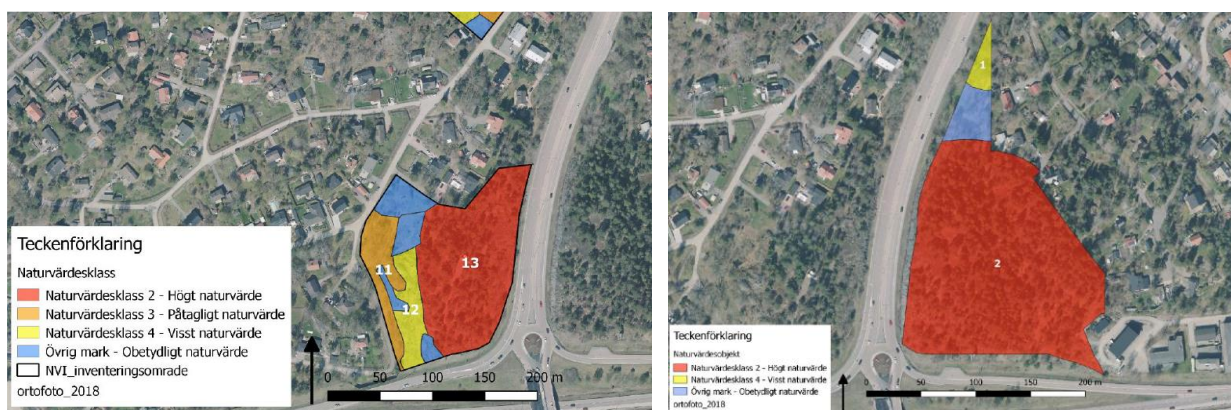 13
11
12
Teckenförklaring
Naturvärdesklass
Naturvärdesklass 2 - Högt naturvärde
Naturvärdesklass 3 - Påtagligt naturvärde
Naturvärdesklass 4 - Visst naturvärde
Övrig mark - Obetydligt naturvärde
NVI_inventeringsomrade
ortofoto_2018
0 50 100 200 m
1
2
Teckenförklaring
Naturvärdesobjekt
Naturvärdesklass 2 - Högt naturvärde
Naturvärdesklass 4 - Visst naturvärde
Övrig mark - Obetydligt naturvärde
ortofoto_2018
0 50 100 200 m